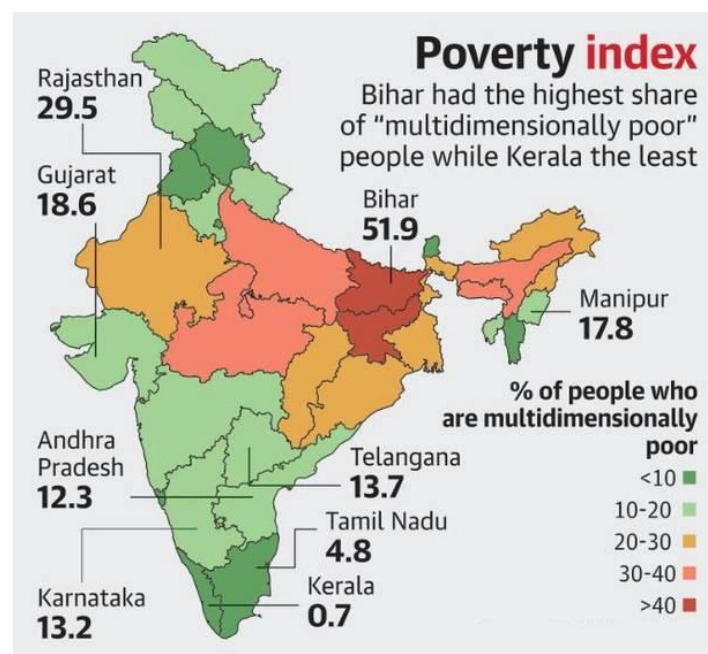 Poverty index
Bihar had the highest share
of “multidimensionally poor”
people while Kerala the least
Rajasthan
29.5
Gujarat
18.6
Bihar
51.9
Manipur
17.8
% of people who
are multidimensionally
poor
<10
10-20
20-30
30-40
>40
Andhra
Pradesh
12.3
Telangana
13.7
Tamil Nadu
4.8
Kerala
0.7
Karnataka
13.2